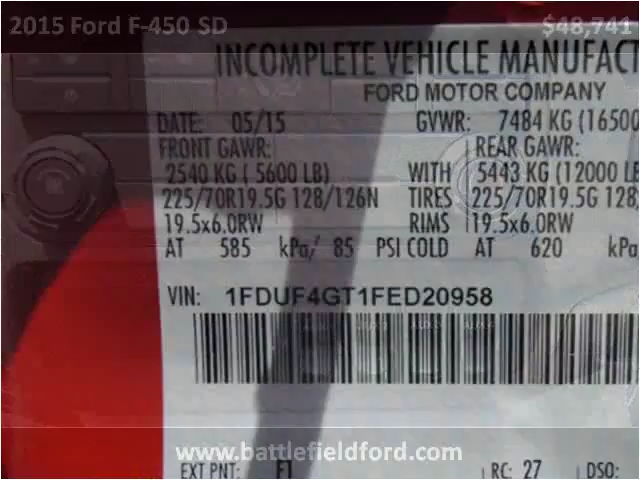 2015 Ford F-450 SD $48,741
INCOMPLETE VEHICLE MANUFACT
FORD MOTOR COMPANY
DATE: 05/15 GVWR: 7484 KG (16500
FRONT GAWR: REAR GAWR:
2540 KG ( 5600 LB) WITH 5443 KG (12000 LB
225/70R19.5G 128/126N TIRES 225/70R19.5G 128/
19.5x6.0RW RIMS 19.5x6.0RW
AT 585 kPa/ 85 PSI COLD AT 620 kPa
VIN: 1FDUF4GT1FED20958
www.battlefieldford.com
EXT PNT: F1 RC: 27 DSO: